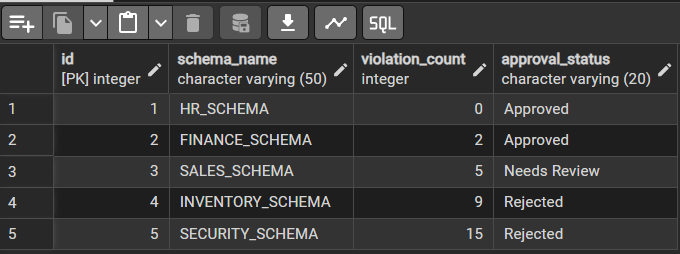 SQL
id schema_name violation_count approval_status
[PK] integer character varying (50) integer character varying (20)
1 1 HR_SCHEMA 0 Approved
2 2 FINANCE_SCHEMA 2 Approved
3 3 SALES_SCHEMA 5 Needs Review
4 4 INVENTORY_SCHEMA 9 Rejected
5 5 SECURITY_SCHEMA 15 Rejected